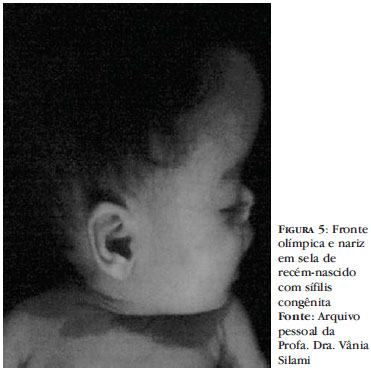 FIGURA 5: Fronte
olímpica e nariz
em sela de
recém-nascido
com sífilis
congênita
Fonte: Arquivo
pessoal da
Profa. Dra. Vânia
Silami